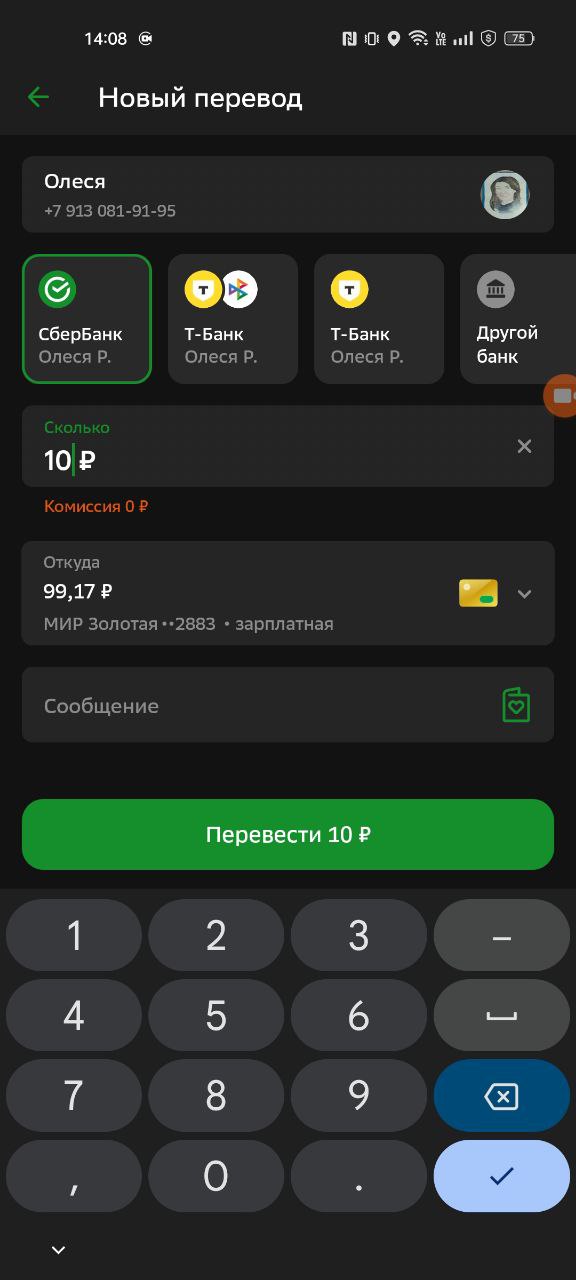 14:08
75
Новый перевод
Олеся
+7 913 081-91-95
СберБанк
Олеся Р.
Т-Банк
Олеся Р.
Т-Банк
Олеся Р.
Другой
банк
Сколько
10 ₽
Комиссия 0 ₽
Откуда
99,17 ₽
МИР Золотая ••2883 • зарплатная
Сообщение
Перевести 10 ₽
1 2 3 –
4 5 6
7 8 9
, 0 .